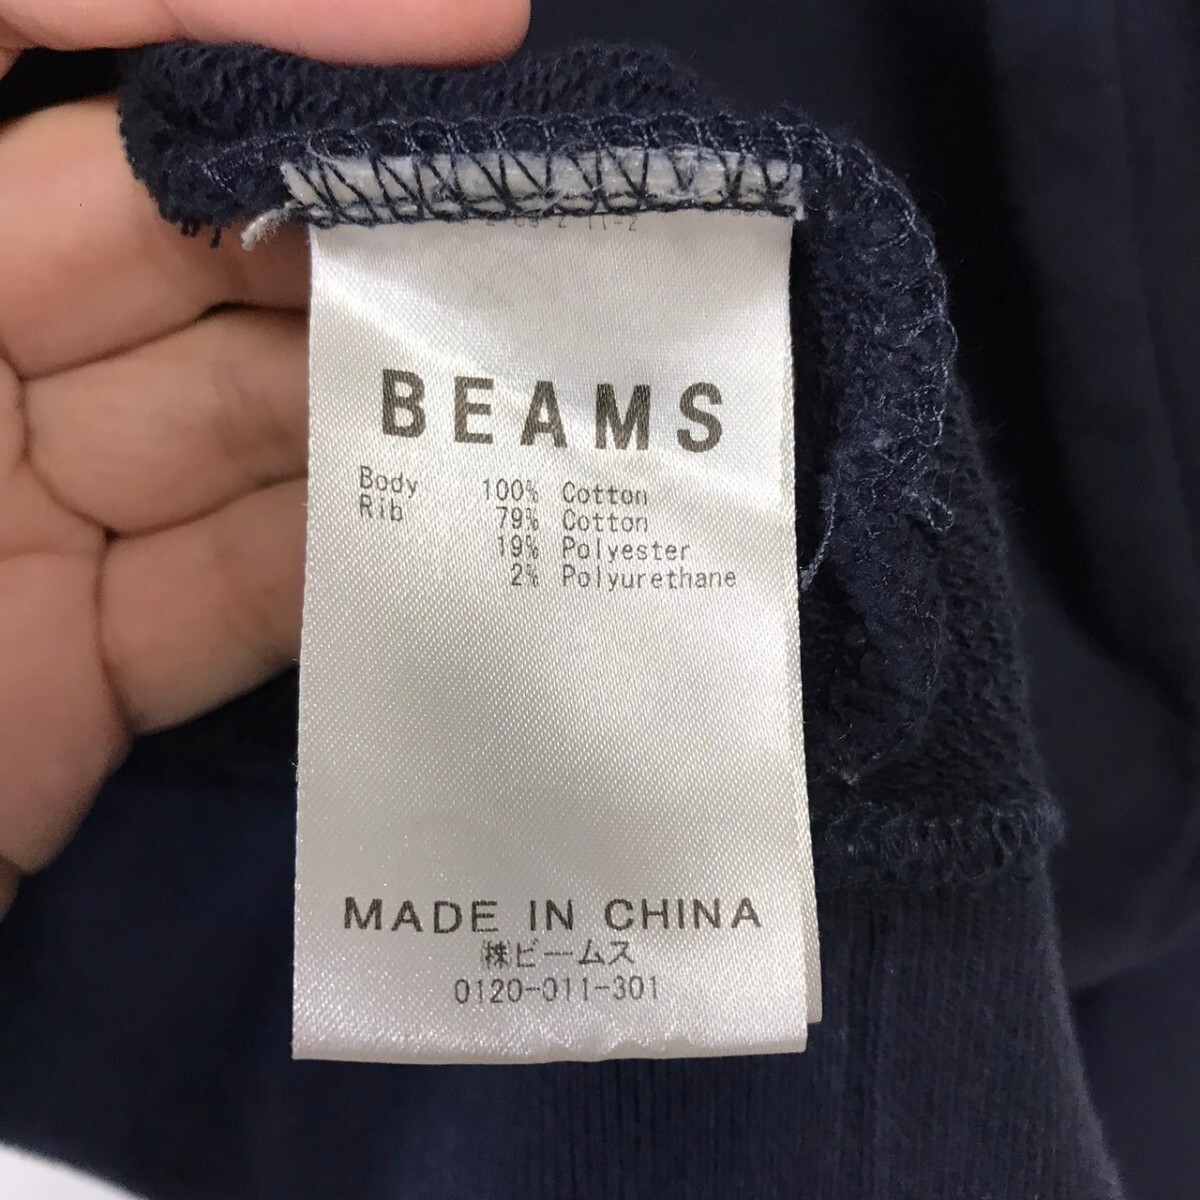 BEAMS
Body 100% Cotton
Rib 79% Cotton
19% Polyester
2% Polyurethane
MADE IN CHINA
㈱ビームス
0120-011-301